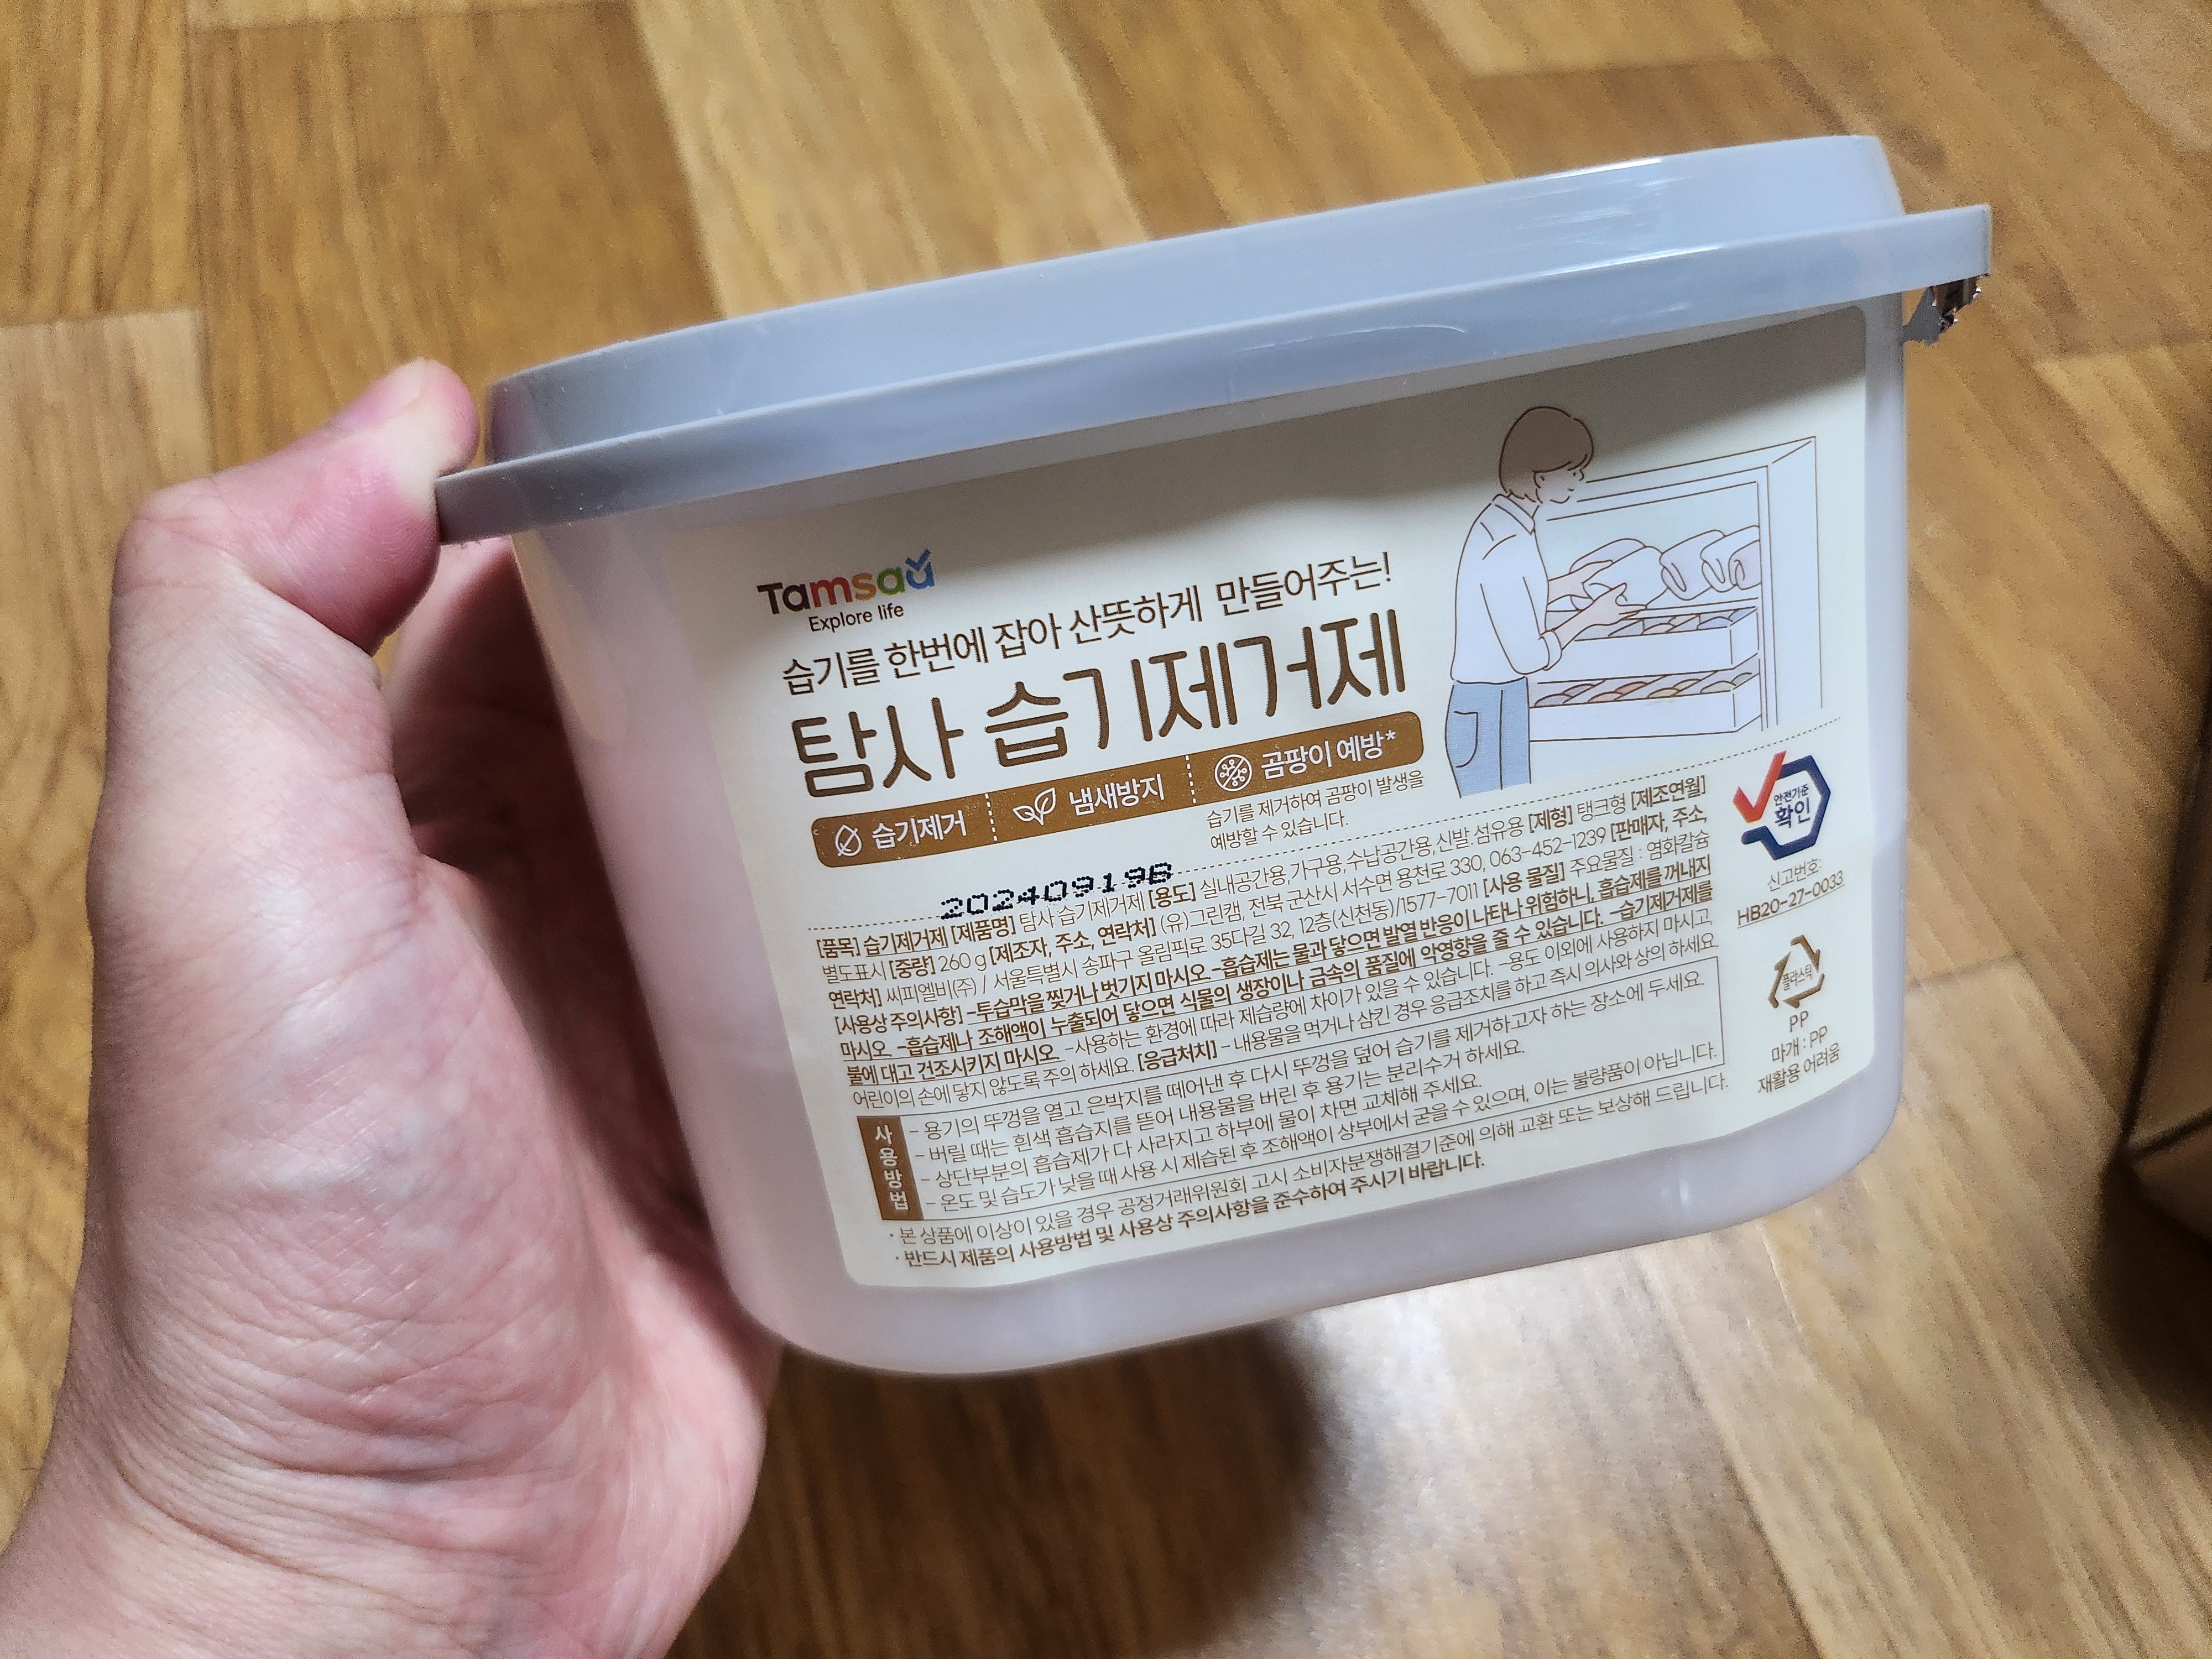 Tamsaa
Explore life
습기를 한번에 잡아 산뜻하게 만들어주는!
탐사 습기제거제
습기제거 냄새방지 곰팡이 예방*
습기를 제거하여 곰팡이 발생을
예방할 수 있습니다.
20240919B
[품목] 습기제거제 [제품명] 탐사 습기제거제 [용도] 실내공간용, 가구용, 수납공간용, 신발.섬유용 [제형] 탱크형 [제조연월]
별도표시 [중량] 260 g [제조자, 주소, 연락처] (유)그린캠, 전북 군산시 서수면 용천로 330, 063-452-1239 [판매자, 주소,
연락처] 씨피엘비(주) / 서울특별시 송파구 올림픽로 35다길 32, 12층(신천동)/1577-7011 [사용 물질] 주요물질 : 염화칼슘
[사용상 주의사항] -투습막을 찢거나 벗기지 마시오 -흡습제는 물과 닿으면 발열 반응이 나타나 위험하니, 흡습제를 꺼내지
마시오. -흡습제나 조해액이 누출되어 닿으면 식물의 생장이나 금속의 품질에 악영향을 줄 수 있습니다. -습기제거제를
불에 대고 건조시키지 마시오. -사용하는 환경에 따라 제습량에 차이가 있을 수 있습니다. -용도 이외에 사용하지 마시고,
어린이의 손에 닿지 않도록 주의 하세요. [응급처치] - 내용물을 먹거나 삼킨 경우 응급조치를 하고 즉시 의사와 상의 하세요.
사용방법
- 용기의 뚜껑을 열고 은박지를 떼어낸 후 다시 뚜껑을 덮어 습기를 제거하고자 하는 장소에 두세요.
- 버릴 때는 흰색 흡습지를 뜯어 내용물을 버린 후 용기는 분리수거 하세요.
- 상단부분의 흡습제가 다 사라지고 하부에 물이 차면 교체해 주세요.
- 온도 및 습도가 낮을 때 사용 시 제습된 후 조해액이 상부에서 굳을 수 있으며, 이는 불량품이 아닙니다.
· 본 상품에 이상이 있을 경우 공정거래위원회 고시 소비자분쟁해결기준에 의해 교환 또는 보상해 드립니다.
· 반드시 제품의 사용방법 및 사용상 주의사항을 준수하여 주시기 바랍니다.
안전기준
확인
신고번호:
HB20-27-0033
플라스틱
PP
마개 : PP
재활용 어려움